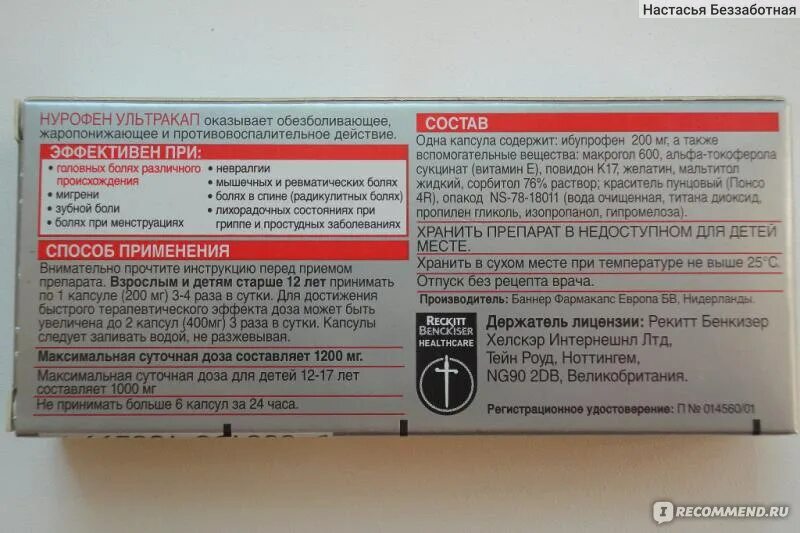 Настасья Беззаботная
НУРОФЕН УЛЬТРАКАП оказывает обезболивающее,
жаропонижающее и противовоспалительное действие.
ЭФФЕКТИВЕН ПРИ:
• головных болях различного
происхождения
• мигрени
• зубной боли
• болях при менструациях
• невралгии
• мышечных и ревматических болях
• болях в спине (радикулитных болях)
• лихорадочных состояниях при
гриппе и простудных заболеваниях
СПОСОБ ПРИМЕНЕНИЯ
Внимательно прочтите инструкцию перед приемом
препарата. Взрослым и детям старше 12 лет принимать
по 1 капсуле (200 мг) 3-4 раза в сутки. Для достижения
быстрого терапевтического эффекта доза может быть
увеличена до 2 капсул (400мг) 3 раза в сутки. Капсулы
следует запивать водой, не разжевывая.
Максимальная суточная доза составляет 1200 мг.
Максимальная суточная доза для детей 12-17 лет
составляет 1000 мг
Не принимать больше 6 капсул за 24 часа.
СОСТАВ
Одна капсула содержит: ибупрофен 200 мг, а также
вспомогательные вещества: макрогол 600, альфа-токоферола
сукцинат (витамин Е), повидон К17, желатин, мальтитол
жидкий, сорбитол 76% раствор; краситель пунцовый (Понсо
4R), опакод NS-78-18011 (вода очищенная, титана диоксид,
пропилен гликоль, изопропанол, гипромелоза).
ХРАНИТЬ ПРЕПАРАТ В НЕДОСТУПНОМ ДЛЯ ДЕТЕЙ
МЕСТЕ.
Хранить в сухом месте при температуре не выше 25°С.
Отпуск без рецепта врача.
Производитель: Баннер Фармакапс Европа БВ, Нидерланды.
RECKITT
BENCKISER
HEALTHCARE
Держатель лицензии: Рекитт Бенкизер
Хелскэр Интернешнл Лтд,
Тейн Роуд, Ноттингем,
NG90 2DB, Великобритания.
Регистрационное удостоверение: П № 014560/01
IRECOMMEND.RU